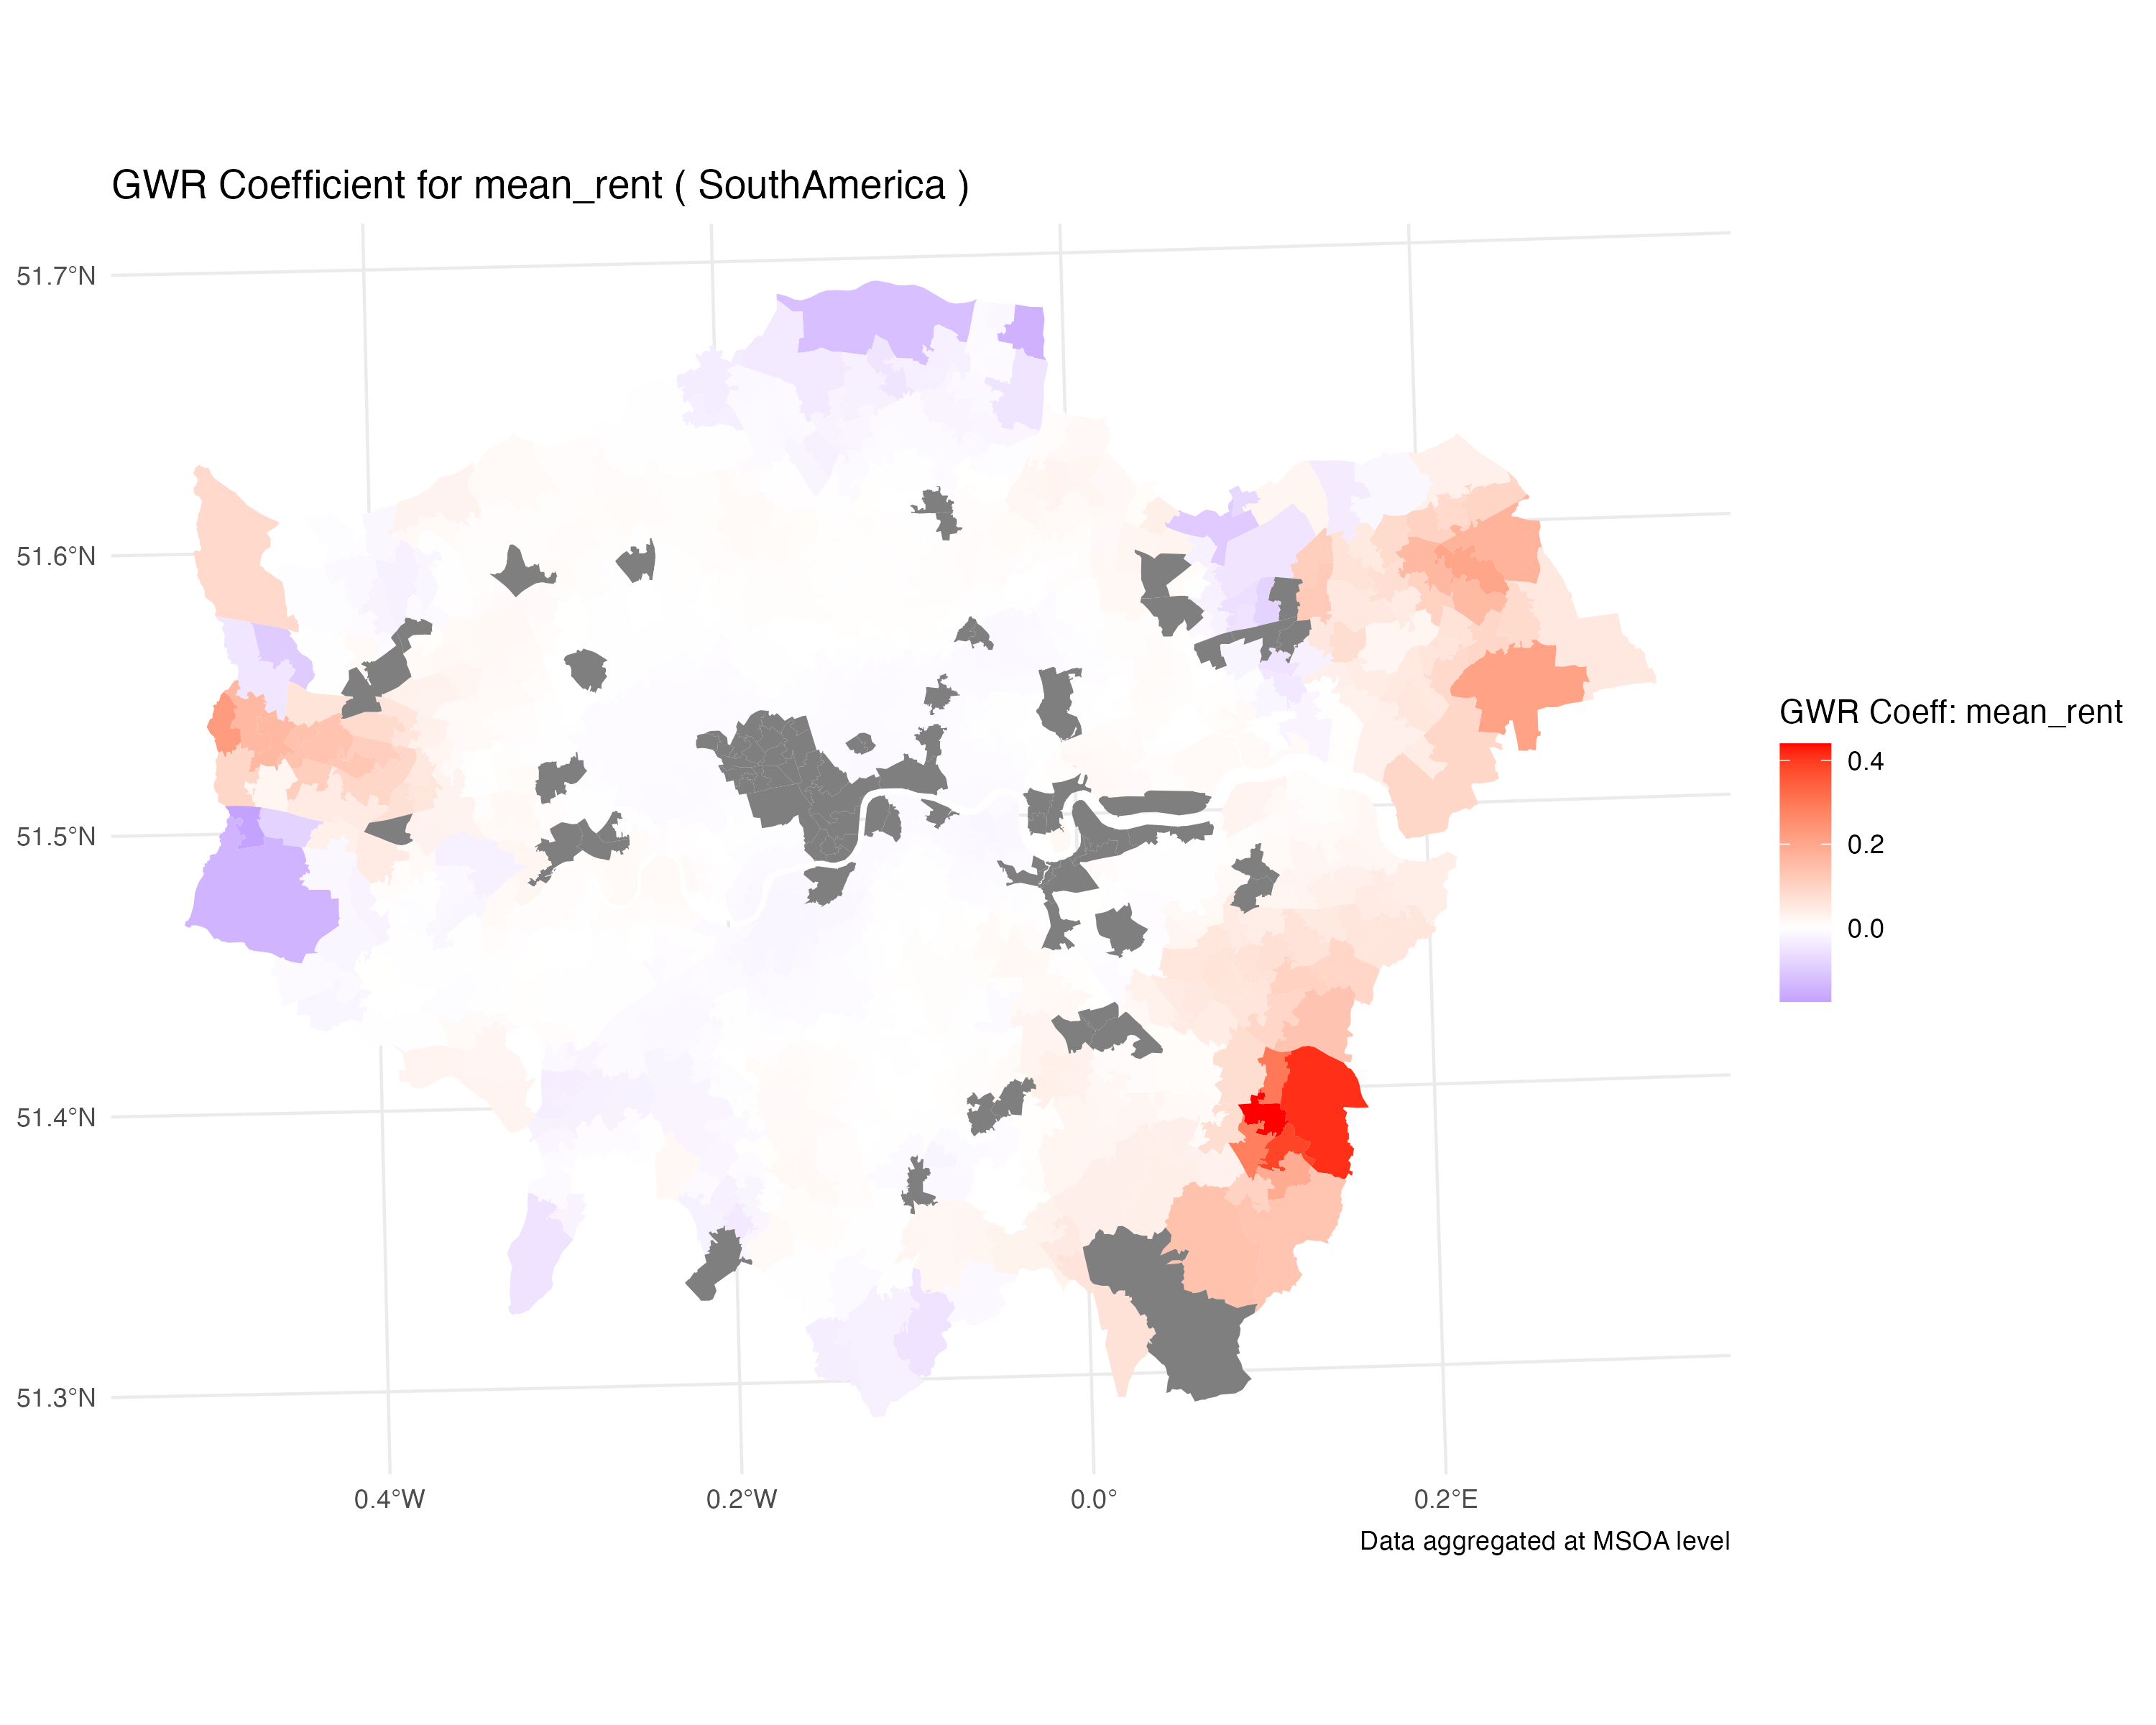 GWR Coefficient for mean_rent ( SouthAmerica )
51.7°N
51.6°N
51.5°N
51.4°N
51.3°N
0.4°W
0.2°W
0.0°
0.2°E
GWR Coeff: mean_rent
0.4
0.2
0.0
Data aggregated at MSOA level